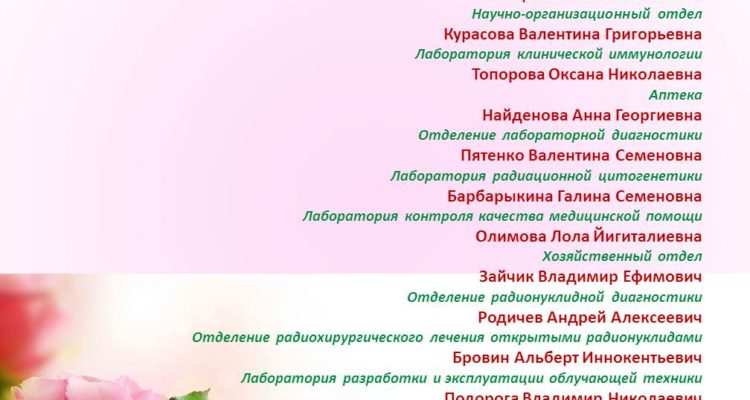 Научно-организационный отдел
Курасова Валентина Григорьевна
Лаборатория клинической иммунологии
Топорова Оксана Николаевна
Аптека
Найденова Анна Георгиевна
Отделение лабораторной диагностики
Пятенко Валентина Семеновна
Лаборатория радиационной цитогенетики
Барбарыкина Галина Семеновна
Лаборатория контроля качества медицинской помощи
Олимова Лола Йигиталиевна
Хозяйственный отдел
Зайчик Владимир Ефимович
Отделение радионуклидной диагностики
Родичев Андрей Алексеевич
Отделение радиохирургического лечения открытыми радионуклидами
Бровин Альберт Иннокентьевич
Лаборатория разработки и эксплуатации облучающей техники
Подорога Владимир Николаевич